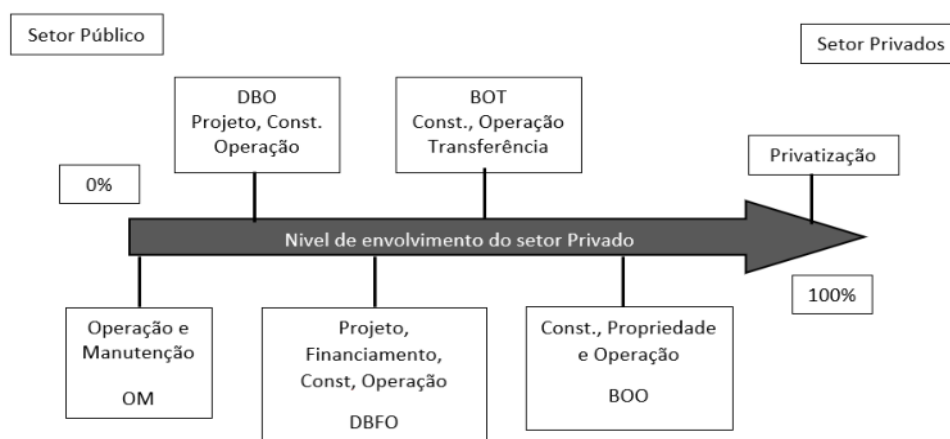 Setor Público
Setor Privados
DBO
Projeto, Const.
Operação
BOT
Const., Operação
Transferência
Privatização
0%
Nivel de envolvimento do setor Privado
100%
Operação e
Manutenção
OM
Projeto,
Financiamento,
Const, Operação
DBFO
Const., Propriedade
e Operação
BOO